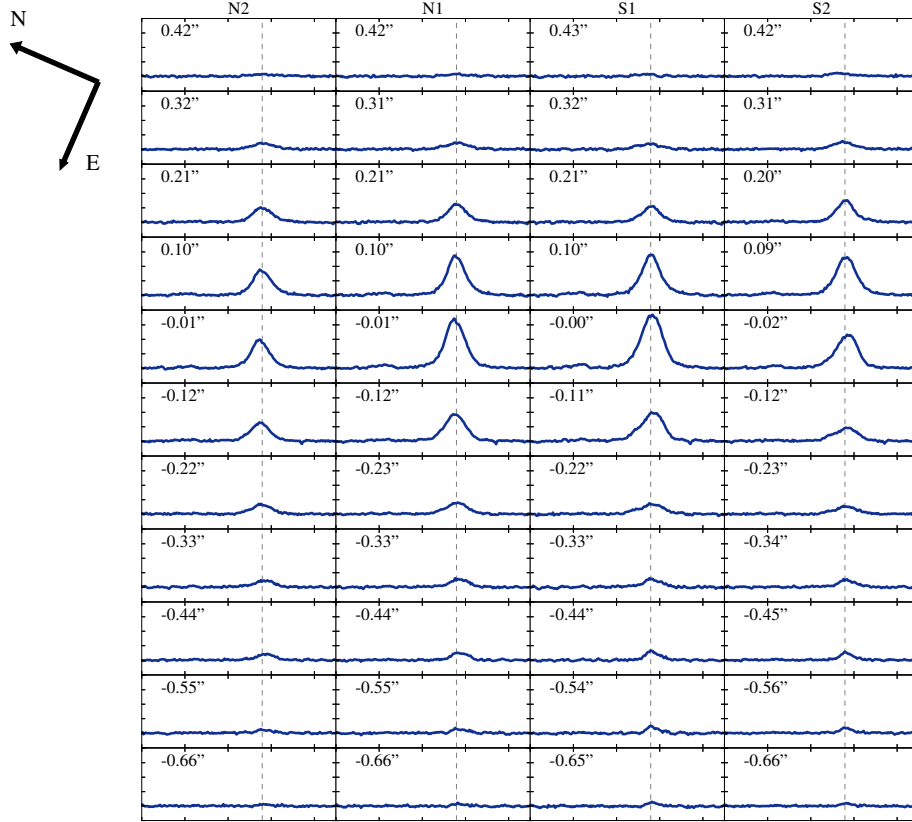 N2 N1 S1 S2
N
E
0.42” 0.42” 0.43” 0.42”
0.32” 0.31” 0.32” 0.31”
0.21” 0.21” 0.21” 0.20”
0.10” 0.10” 0.10” 0.09”
-0.01” -0.01” -0.00” -0.02”
-0.12” -0.12” -0.11” -0.12”
-0.22” -0.23” -0.22” -0.23”
-0.33” -0.33” -0.33” -0.34”
-0.44” -0.44” -0.44” -0.45”
-0.55” -0.55” -0.54” -0.56”
-0.66” -0.66” -0.65” -0.66”